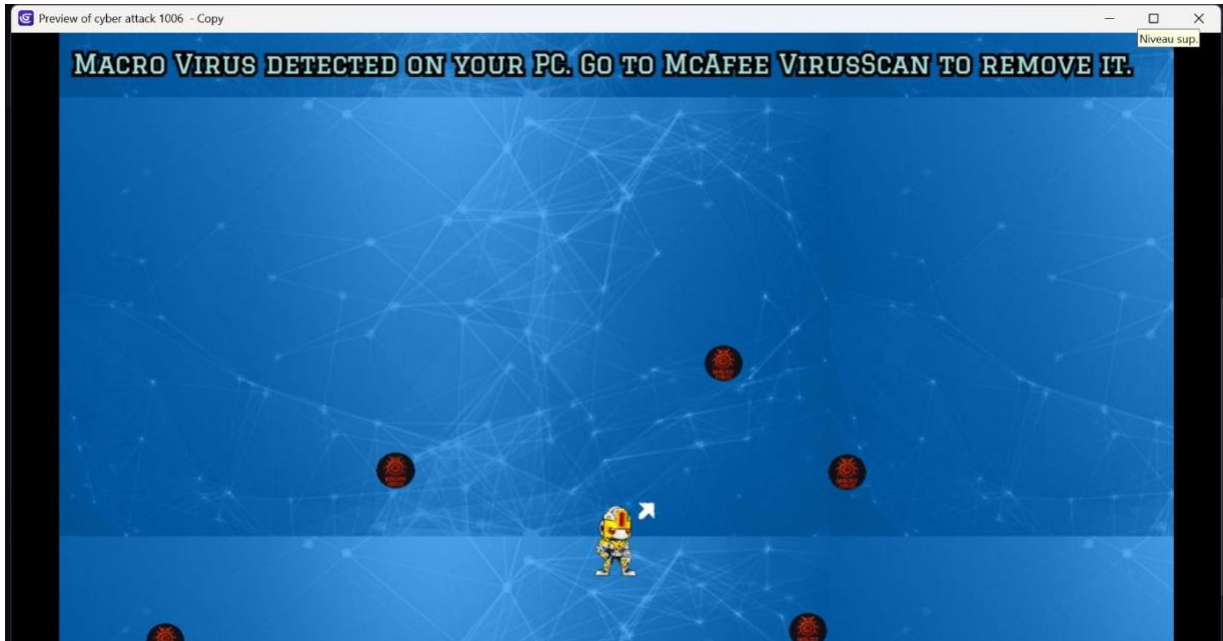 Preview of cyber attack 1006 - Copy
Niveau sup.
MACRO VIRUS DETECTED ON YOUR PC. GO TO MCAFEE VIRUSSCAN TO REMOVE IT.